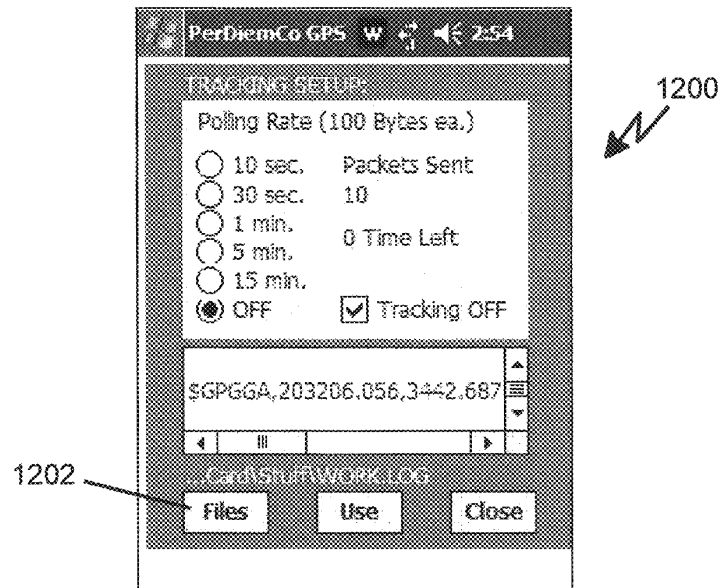 PerDiemCo GPS W 2:54
TRACKING SETUP:
1200
Polling Rate (100 Bytes ea.)
10 sec. Packets Sent
30 sec. 10
1 min.
0 Time Left
5 min.
15 min.
OFF Tracking OFF
$GPGGA,203206.056,3442.687
...Card\Stuff\WORK.LOG
1202
Files Use Close